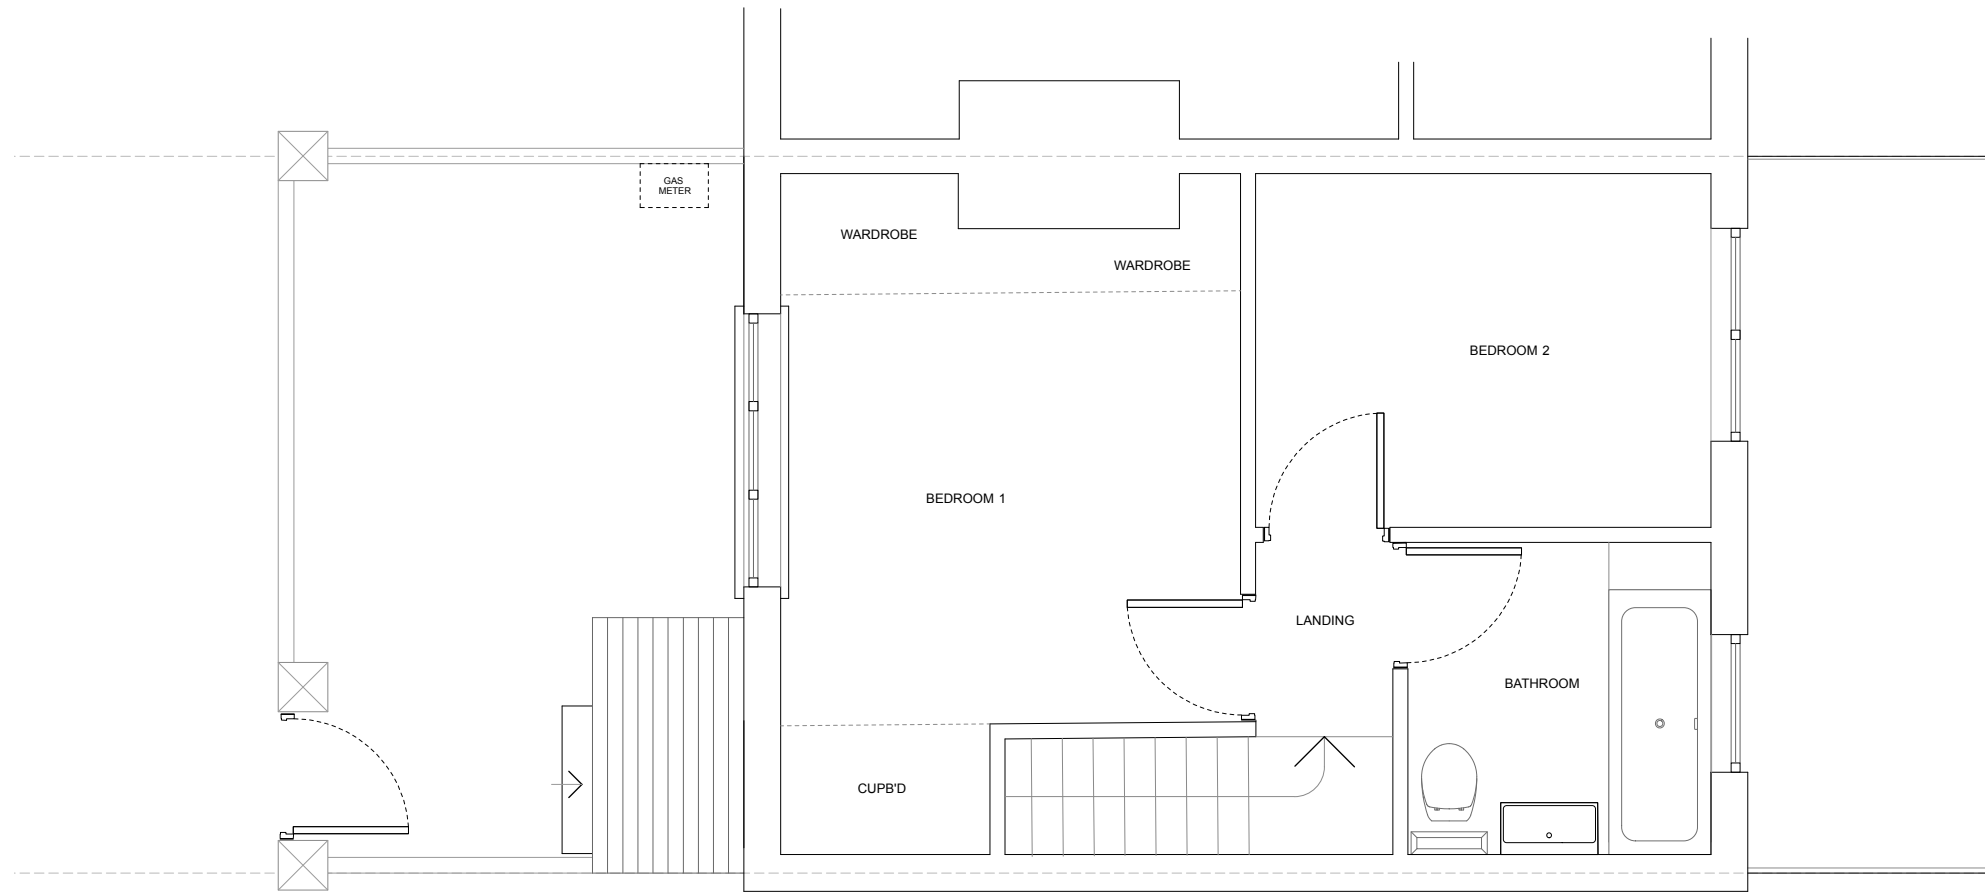 GAS
METER
WARDROBE
WARDROBE
BEDROOM 2
BEDROOM 1
LANDING
BATHROOM
CUPB'D